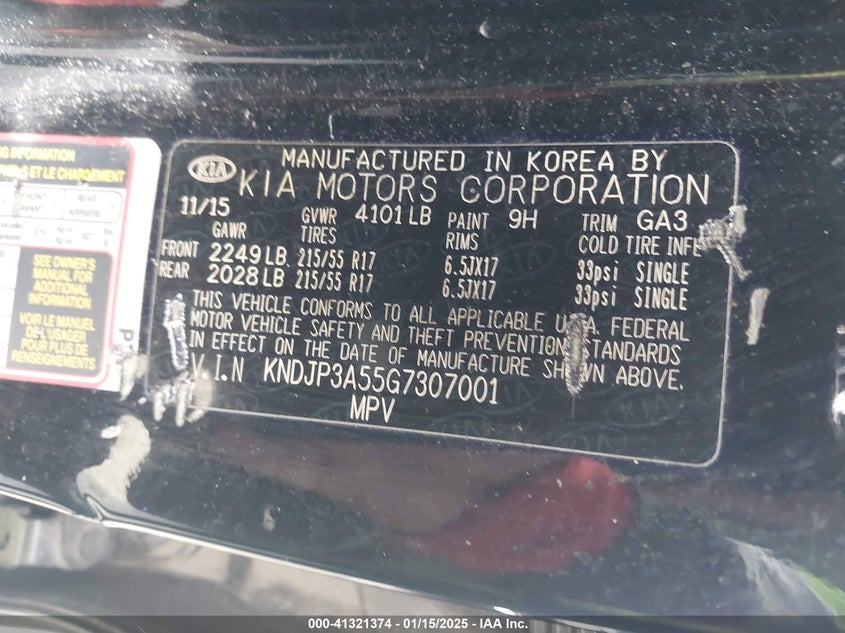 NG INFORMATION
SEE OWNER'S
MANUAL FOR
ADDITIONAL
INFORMATION
VOIR LE MANUEL
DE L'USAGER
POUR PLUS DE
RENSEIGNEMENTS
KIA
MANUFACTURED IN KOREA BY
KIA MOTORS CORPORATION
11/15 GVWR 4101 LB PAINT 9H TRIM GA3
GAWR TIRES RIMS COLD TIRE INFL
FRONT 2249 LB 215/55 R17 6.5JX17 33psi SINGLE
REAR 2028 LB 215/55 R17 6.5JX17 33psi SINGLE
THIS VEHICLE CONFORMS TO ALL APPLICABLE U.S.A. FEDERAL
MOTOR VEHICLE SAFETY AND THEFT PREVENTION STANDARDS
IN EFFECT ON THE DATE OF MANUFACTURE SHOWN ABOVE.
V.I.N KNDJP3A55G7307001
MPV
000-41321374 - 01/15/2025 - IAA Inc.